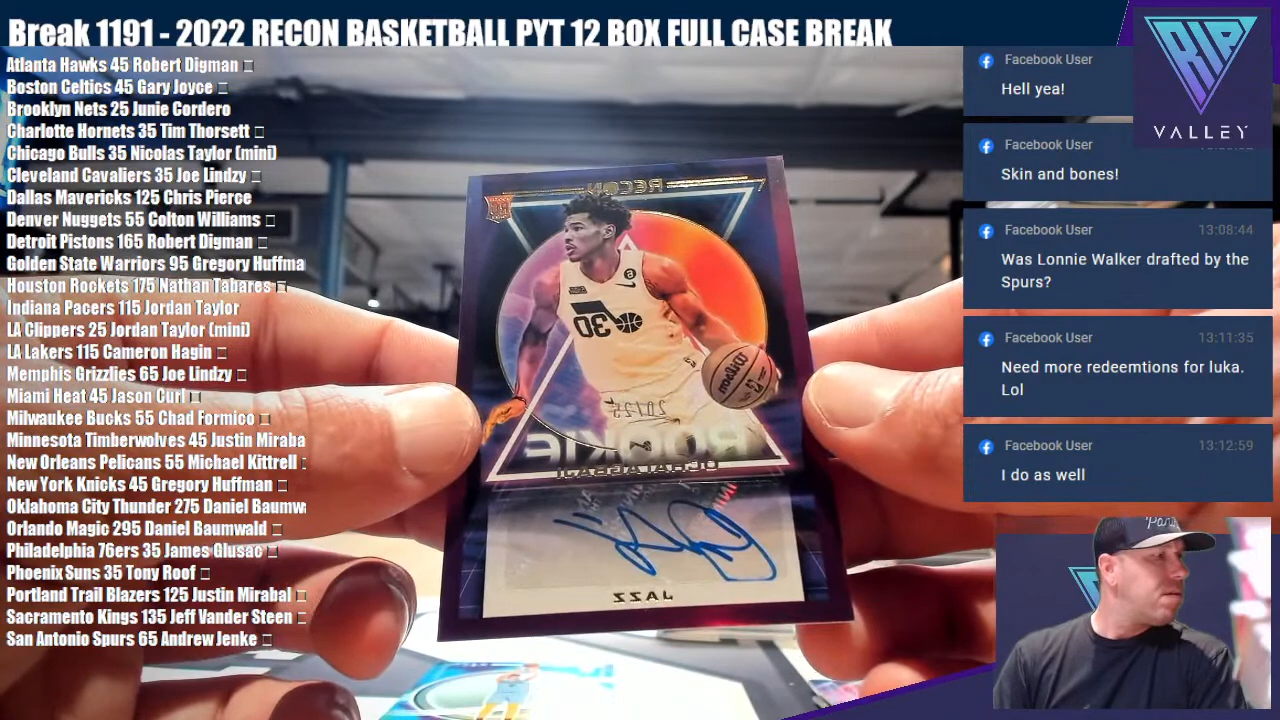 Break 1191 - 2022 RECON BASKETBALL PYT 12 BOX FULL CASE BREAK
Atlanta Hawks 45 Robert Digman
Boston Celtics 45 Gary Joyce
Brooklyn Nets 25 Junie Cordero
Charlotte Hornets 35 Tim Thorsett
Chicago Bulls 35 Nicolas Taylor (mini)
Cleveland Cavaliers 35 Joe Lindzy
Dallas Mavericks 125 Chris Pierce
Denver Nuggets 55 Colton Williams
Detroit Pistons 165 Robert Digman
Golden State Warriors 95 Gregory Huffma
Houston Rockets 175 Nathan Tabares
Indiana Pacers 115 Jordan Taylor
LA Clippers 25 Jordan Taylor (mini)
LA Lakers 115 Cameron Hagin
Memphis Grizzlies 65 Joe Lindzy
Miami Heat 45 Jason Curl
Milwaukee Bucks 55 Chad Formico
Minnesota Timberwolves 45 Justin Miraba
New Orleans Pelicans 55 Michael Kittrell
New York Knicks 45 Gregory Huffman
Oklahoma City Thunder 275 Daniel Baumw
Orlando Magic 295 Daniel Baumwald
Philadelphia 76ers 35 James Glusac
Phoenix Suns 35 Tony Roof
Portland Trail Blazers 125 Justin Mirabal
Sacramento Kings 135 Jeff Vander Steen
San Antonio Spurs 65 Andrew Jenke
RECON
30
Wilson
20/25
ROOKIE
OCHAI AGBAJI
JAZZ
RIP
VALLEY
Facebook User
Hell yea!
Facebook User
Skin and bones!
Facebook User 13:08:44
Was Lonnie Walker drafted by the
Spurs?
Facebook User 13:11:35
Need more redeemtions for luka.
Lol
Facebook User 13:12:59
I do as well